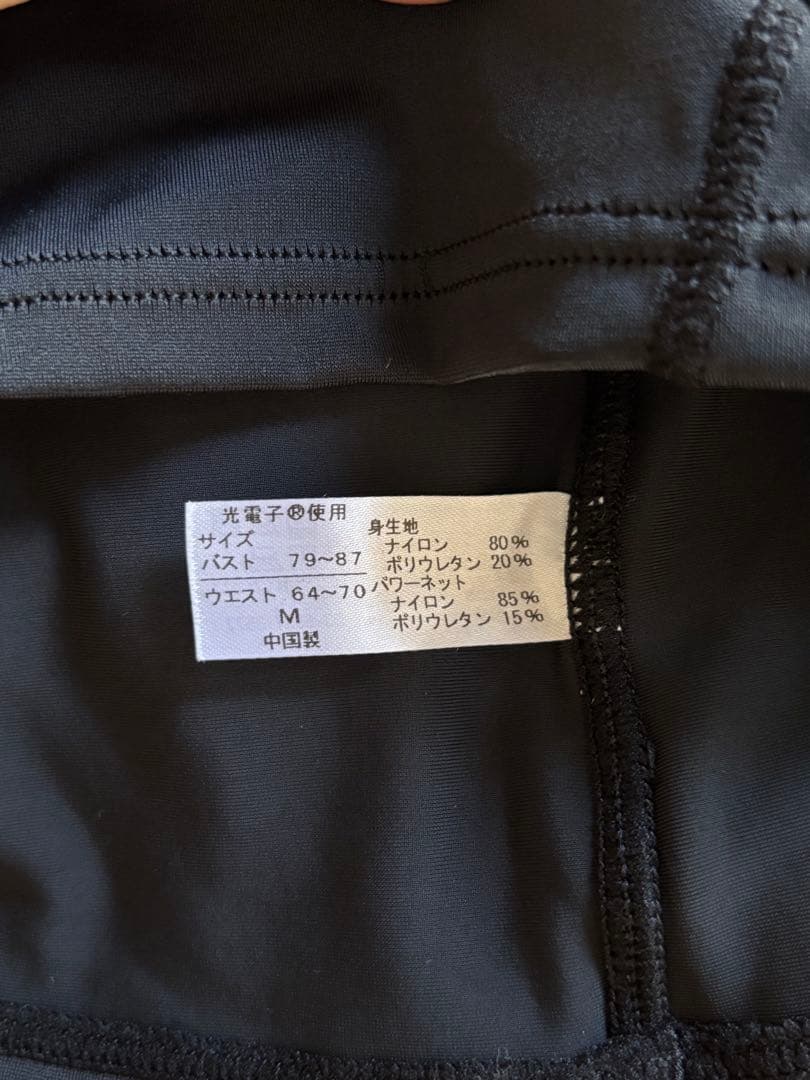 光電子®使用
サイズ
バスト 79〜87
ウエスト 64〜70
M
中国製
身生地
ナイロン 80%
ポリウレタン 20%
パワーネット
ナイロン 85%
ポリウレタン 15%